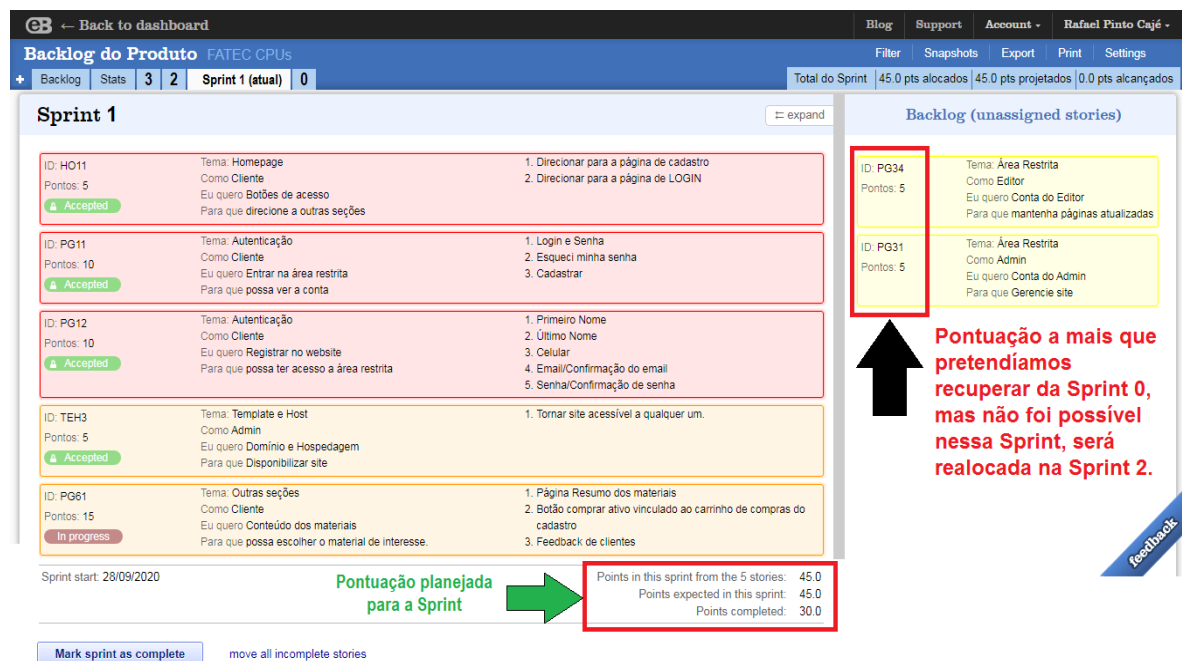 eB ← Back to dashboard
Blog Support Account Rafael Pinto Cajé
Backlog do Produto FATEC CPUs
Filter Snapshots Export Print Settings
+ Backlog Stats 3 2 Sprint 1 (atual) 0
Total do Sprint 45.0 pts alocados 45.0 pts projetados 0.0 pts alcançados
Sprint 1
expand
ID: HO11
Pontos: 5
Accepted
Tema: Homepage
Como Cliente
Eu quero Botões de acesso
Para que direcione a outras seções
1. Direcionar para a página de cadastro
2. Direcionar para a página de LOGIN
ID: PG11
Pontos: 10
Accepted
Tema: Autenticação
Como Cliente
Eu quero Entrar na área restrita
Para que possa ver a conta
1. Login e Senha
2. Esqueci minha senha
3. Cadastrar
ID: PG12
Pontos: 10
Accepted
Tema: Autenticação
Como Cliente
Eu quero Registrar no website
Para que possa ter acesso a área restrita
1. Primeiro Nome
2. Último Nome
3. Celular
4. Email/Confirmação do email
5. Senha/Confirmação de senha
ID: TEH3
Pontos: 5
Accepted
Tema: Template e Host
Como Admin
Eu quero Domínio e Hospedagem
Para que Disponibilizar site
1. Tornar site acessível a qualquer um.
ID: PG61
Pontos: 15
In progress
Tema: Outras seções
Como Cliente
Eu quero Conteúdo dos materiais
Para que possa escolher o material de interesse.
1. Página Resumo dos materiais
2. Botão comprar ativo vinculado ao carrinho de compras do
cadastro
3. Feedback de clientes
Sprint start: 28/09/2020
Pontuação planejada
para a Sprint
Points in this sprint from the 5 stories: 45.0
Points expected in this sprint: 45.0
Points completed: 30.0
Mark sprint as complete
move all incomplete stories
Backlog (unassigned stories)
ID: PG34
Pontos: 5
Tema: Área Restrita
Como Editor
Eu quero Conta do Editor
Para que mantenha páginas atualizadas
ID: PG31
Pontos: 5
Tema: Área Restrita
Como Admin
Eu quero Conta do Admin
Para que Gerencie site
Pontuação a mais que
pretendíamos
recuperar da Sprint 0,
mas não foi possível
nessa Sprint, será
realocada na Sprint 2.
feedback